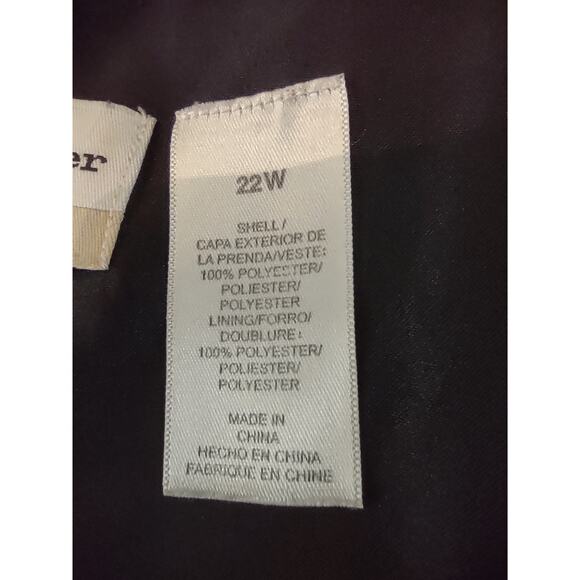 er
22W
SHELL/
CAPA EXTERIOR DE
LA PRENDA/VESTE:
100% POLYESTER/
POLIESTER/
POLYESTER
LINING/FORRO/
DOUBLURE:
100% POLYESTER/
POLIESTER/
POLYESTER
MADE IN
CHINA
HECHO EN CHINA
FABRIQUE EN CHINE